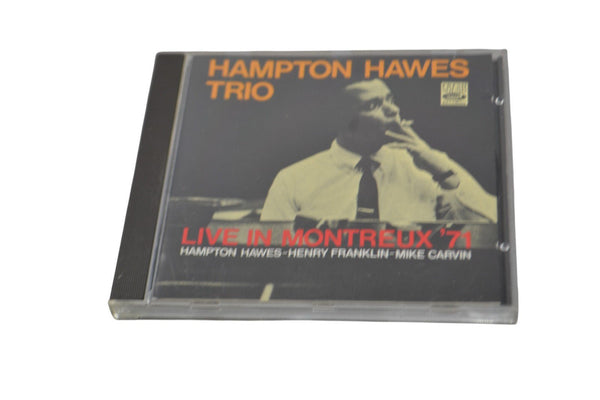 HAMPTON HAWES
TRIO
LIVE IN MONTREUX '71
HAMPTON HAWES-HENRY FRANKLIN-MIKE CARVIN